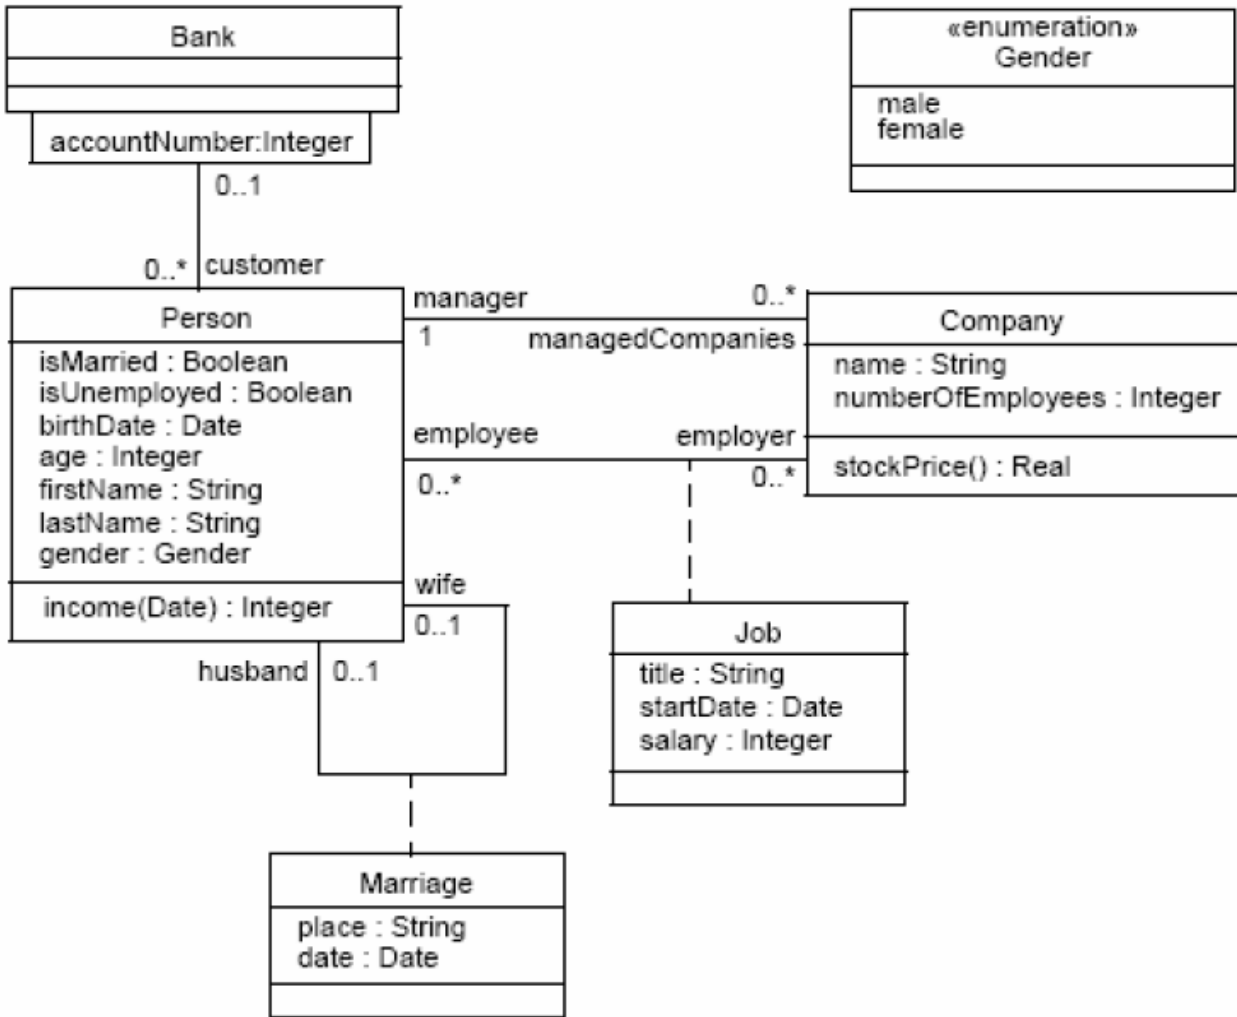 Bank
accountNumber:Integer
0..1
0..*
customer
«enumeration»
Gender
male
female
Person
isMarried : Boolean
isUnemployed : Boolean
birthDate : Date
age : Integer
firstName : String
lastName : String
gender : Gender
income(Date) : Integer
manager
1
0..*
managedCompanies
employee
0..*
employer
0..*
Company
name : String
numberOfEmployees : Integer
stockPrice() : Real
wife
0..1
husband
0..1
Job
title : String
startDate : Date
salary : Integer
Marriage
place : String
date : Date